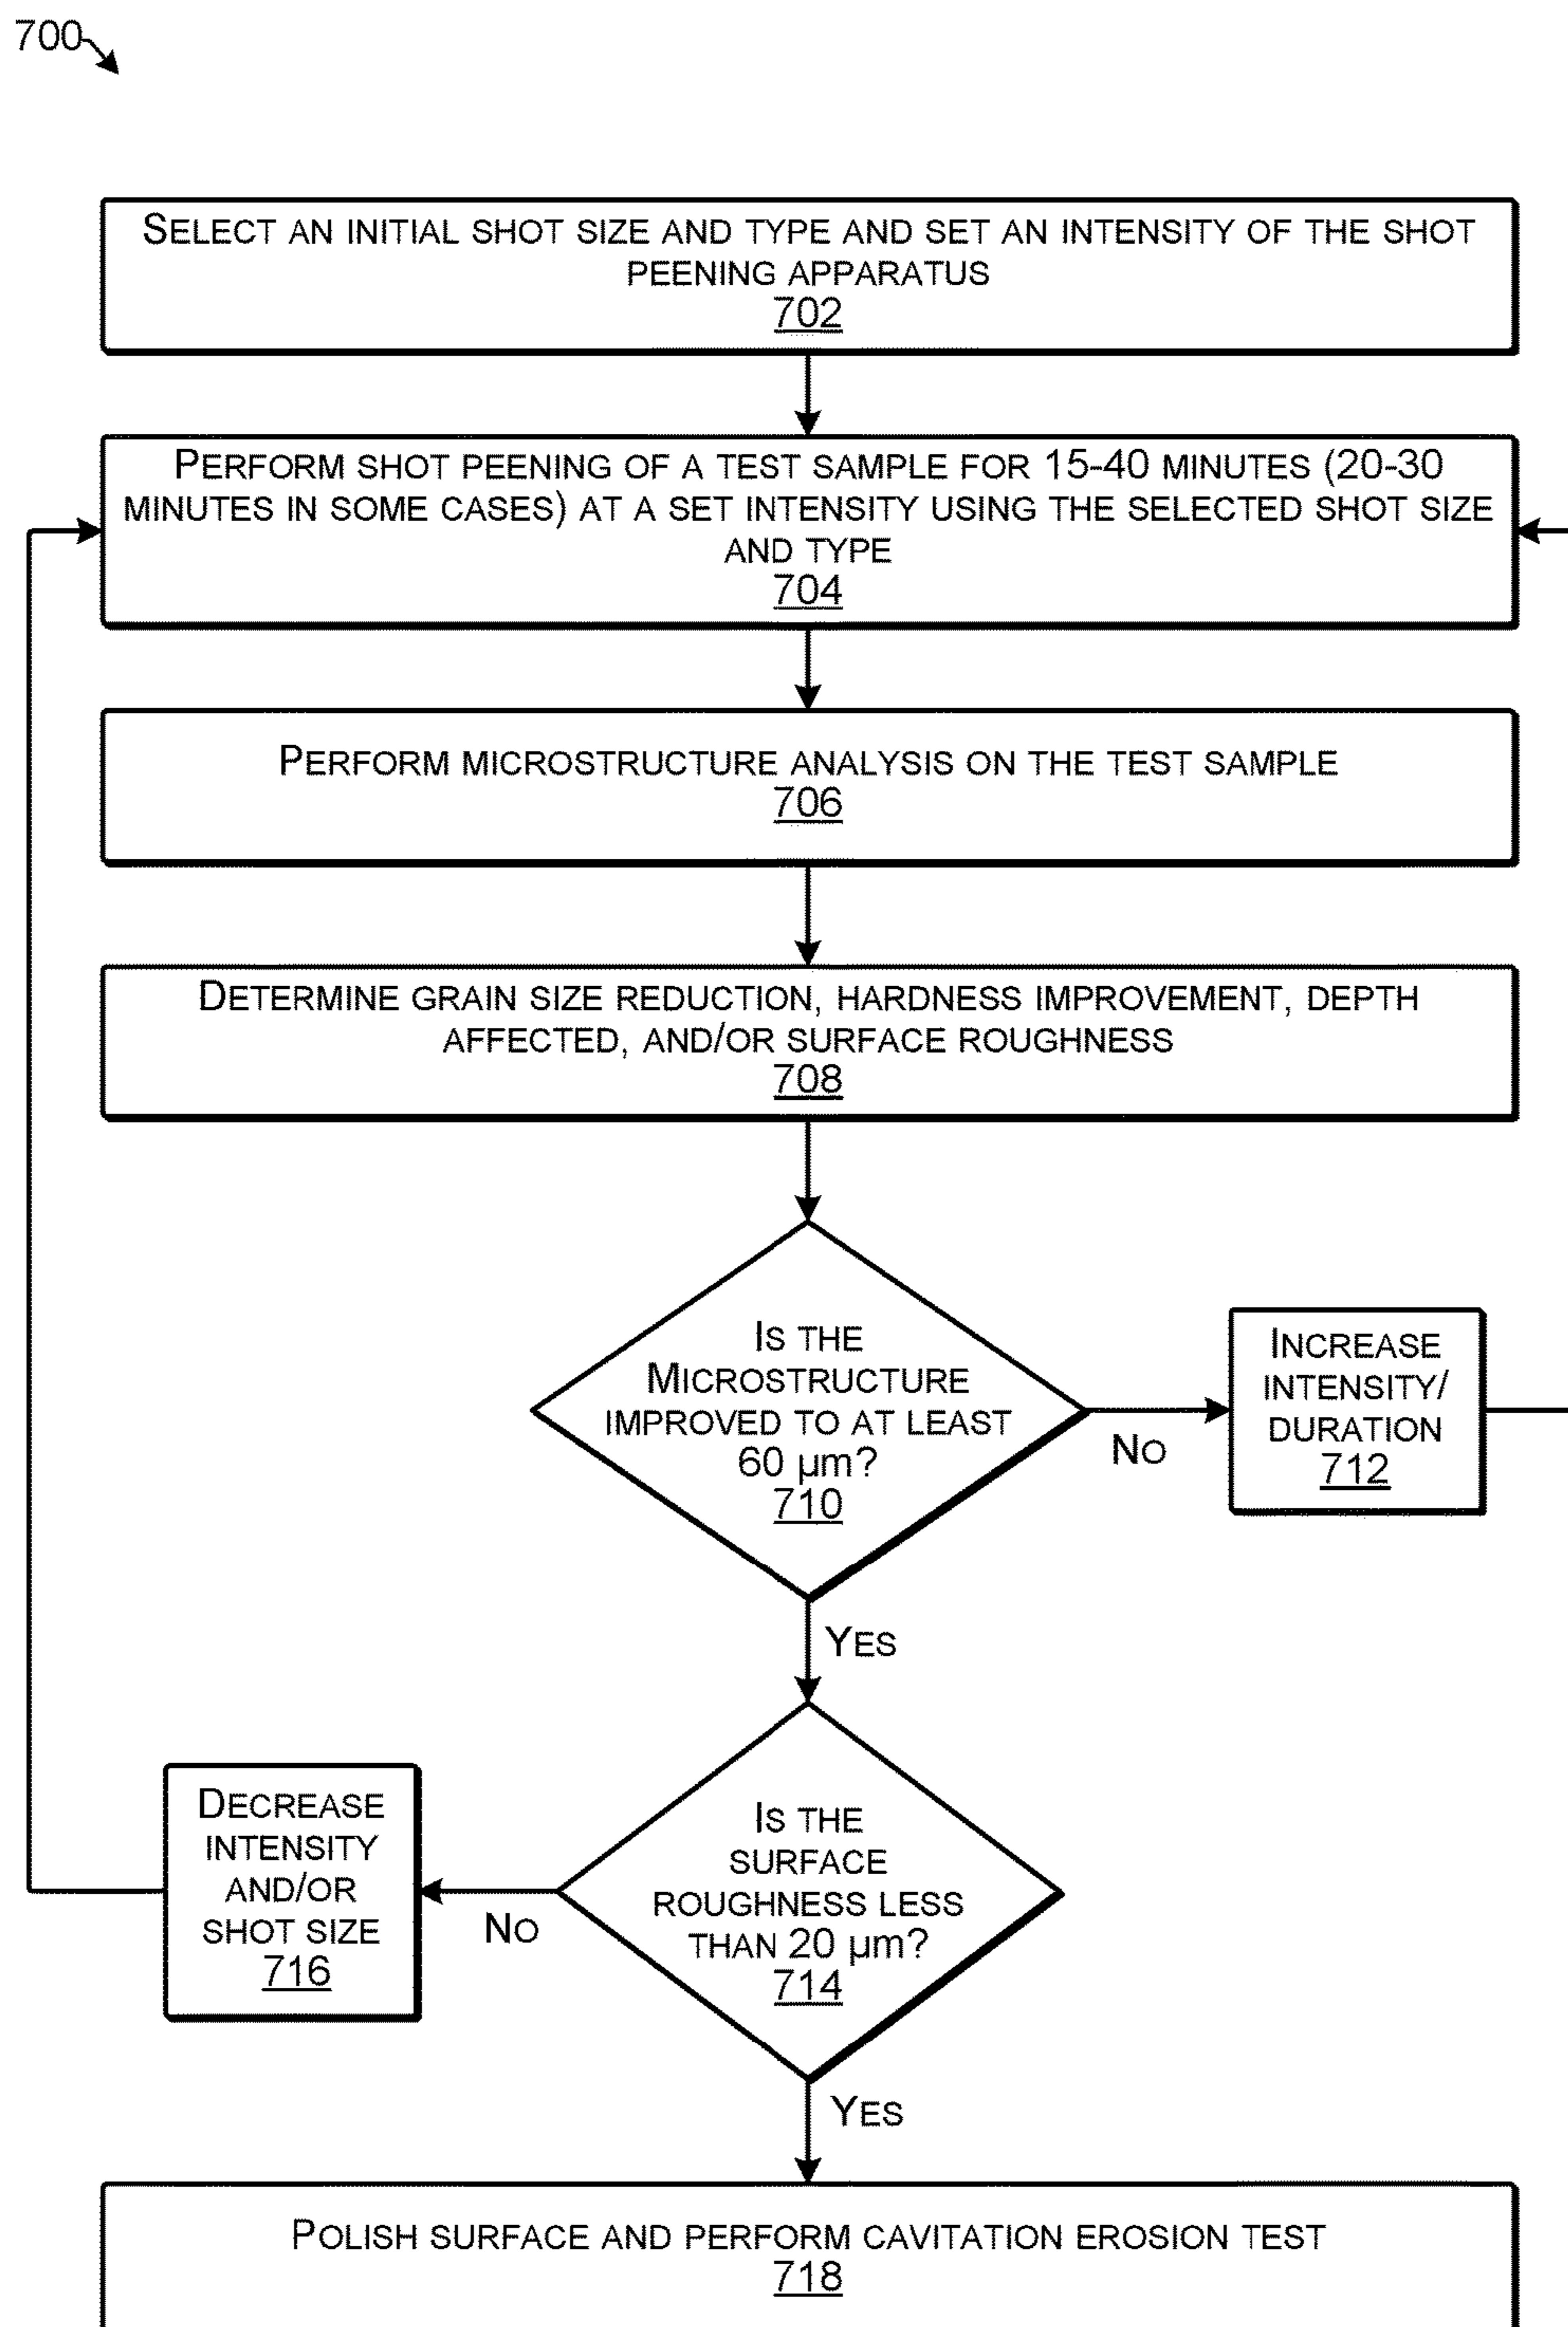 700
SELECT AN INITIAL SHOT SIZE AND TYPE AND SET AN INTENSITY OF THE SHOT
PEENING APPARATUS
702
PERFORM SHOT PEENING OF A TEST SAMPLE FOR 15-40 MINUTES (20-30
MINUTES IN SOME CASES) AT A SET INTENSITY USING THE SELECTED SHOT SIZE
AND TYPE
704
PERFORM MICROSTRUCTURE ANALYSIS ON THE TEST SAMPLE
706
DETERMINE GRAIN SIZE REDUCTION, HARDNESS IMPROVEMENT, DEPTH
AFFECTED, AND/OR SURFACE ROUGHNESS
708
IS THE
MICROSTRUCTURE
IMPROVED TO AT LEAST
60 µm?
710
NO
INCREASE
INTENSITY/
DURATION
712
YES
IS THE
SURFACE
ROUGHNESS LESS
THAN 20 µm?
714
NO
DECREASE
INTENSITY
AND/OR
SHOT SIZE
716
YES
POLISH SURFACE AND PERFORM CAVITATION EROSION TEST
718